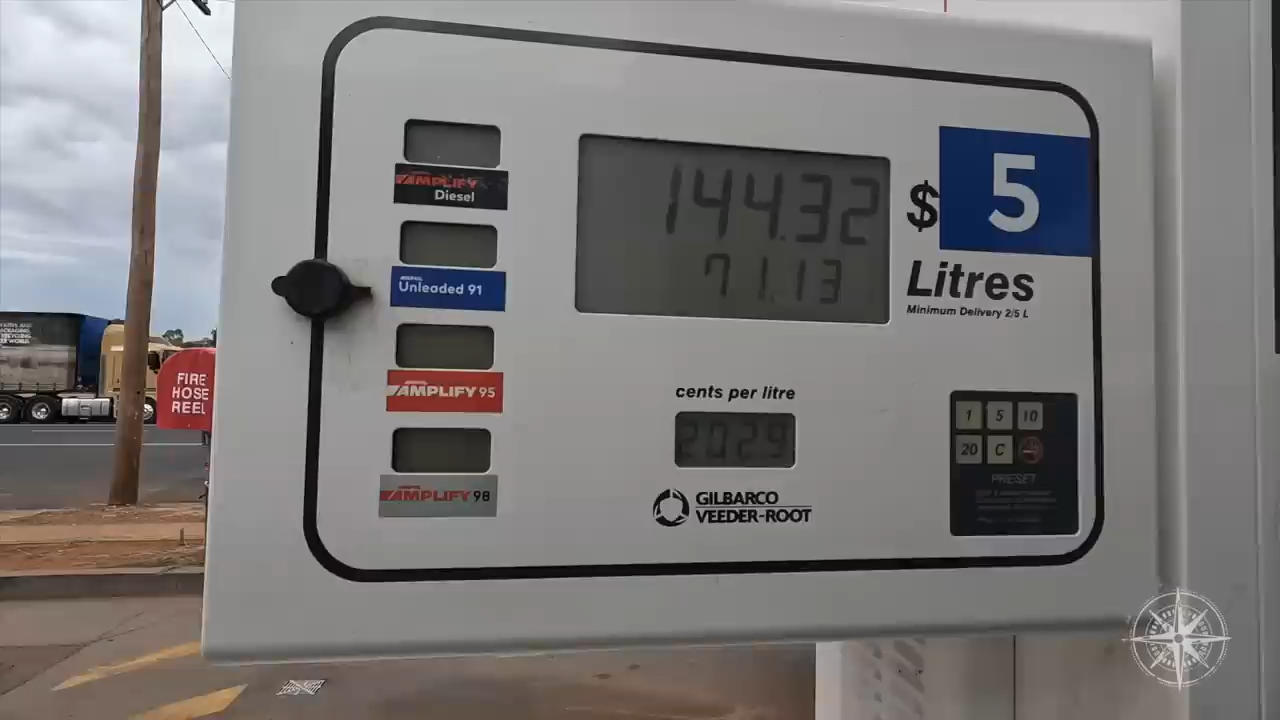 AMPLIFY
Diesel
Unleaded 91
AMPLIFY 95
AMPLIFY 98
144.32
71.13
$
5
Litres
Minimum Delivery 2/5 L
cents per litre
202.9
GILBARCO
VEEDER-ROOT
1 5 10
20 C
PRESET
FIRE
HOSE
REEL